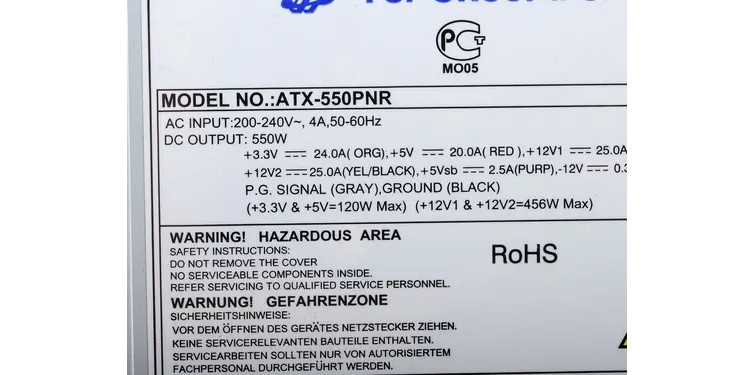 MO05
MODEL NO.:ATX-550PNR
AC INPUT:200-240V~, 4A,50-60Hz
DC OUTPUT: 550W
+3.3V ⎓ 24.0A( ORG),+5V ⎓ 20.0A( RED ),+12V1 ⎓ 25.0A
+12V2 ⎓ 25.0A(YEL/BLACK),+5Vsb ⎓ 2.5A(PURP),-12V ⎓ 0.3
P.G. SIGNAL (GRAY),GROUND (BLACK)
(+3.3V & +5V=120W Max) (+12V1 & +12V2=456W Max)
WARNING! HAZARDOUS AREA
SAFETY INSTRUCTIONS:
DO NOT REMOVE THE COVER
NO SERVICEABLE COMPONENTS INSIDE.
REFER SERVICING TO QUALIFIED SERVICE PERSONNEL.
RoHS
WARNUNG! GEFAHRENZONE
SICHERHEITSHINWEISE:
VOR DEM ÖFFNEN DES GERÄTES NETZSTECKER ZIEHEN.
KEINE SERVICERELEVANTEN BAUTEILE ENTHALTEN.
SERVICEARBEITEN SOLLTEN NUR VON AUTORISIERTEM
FACHPERSONAL DURCHGEFÜHRT WERDEN.